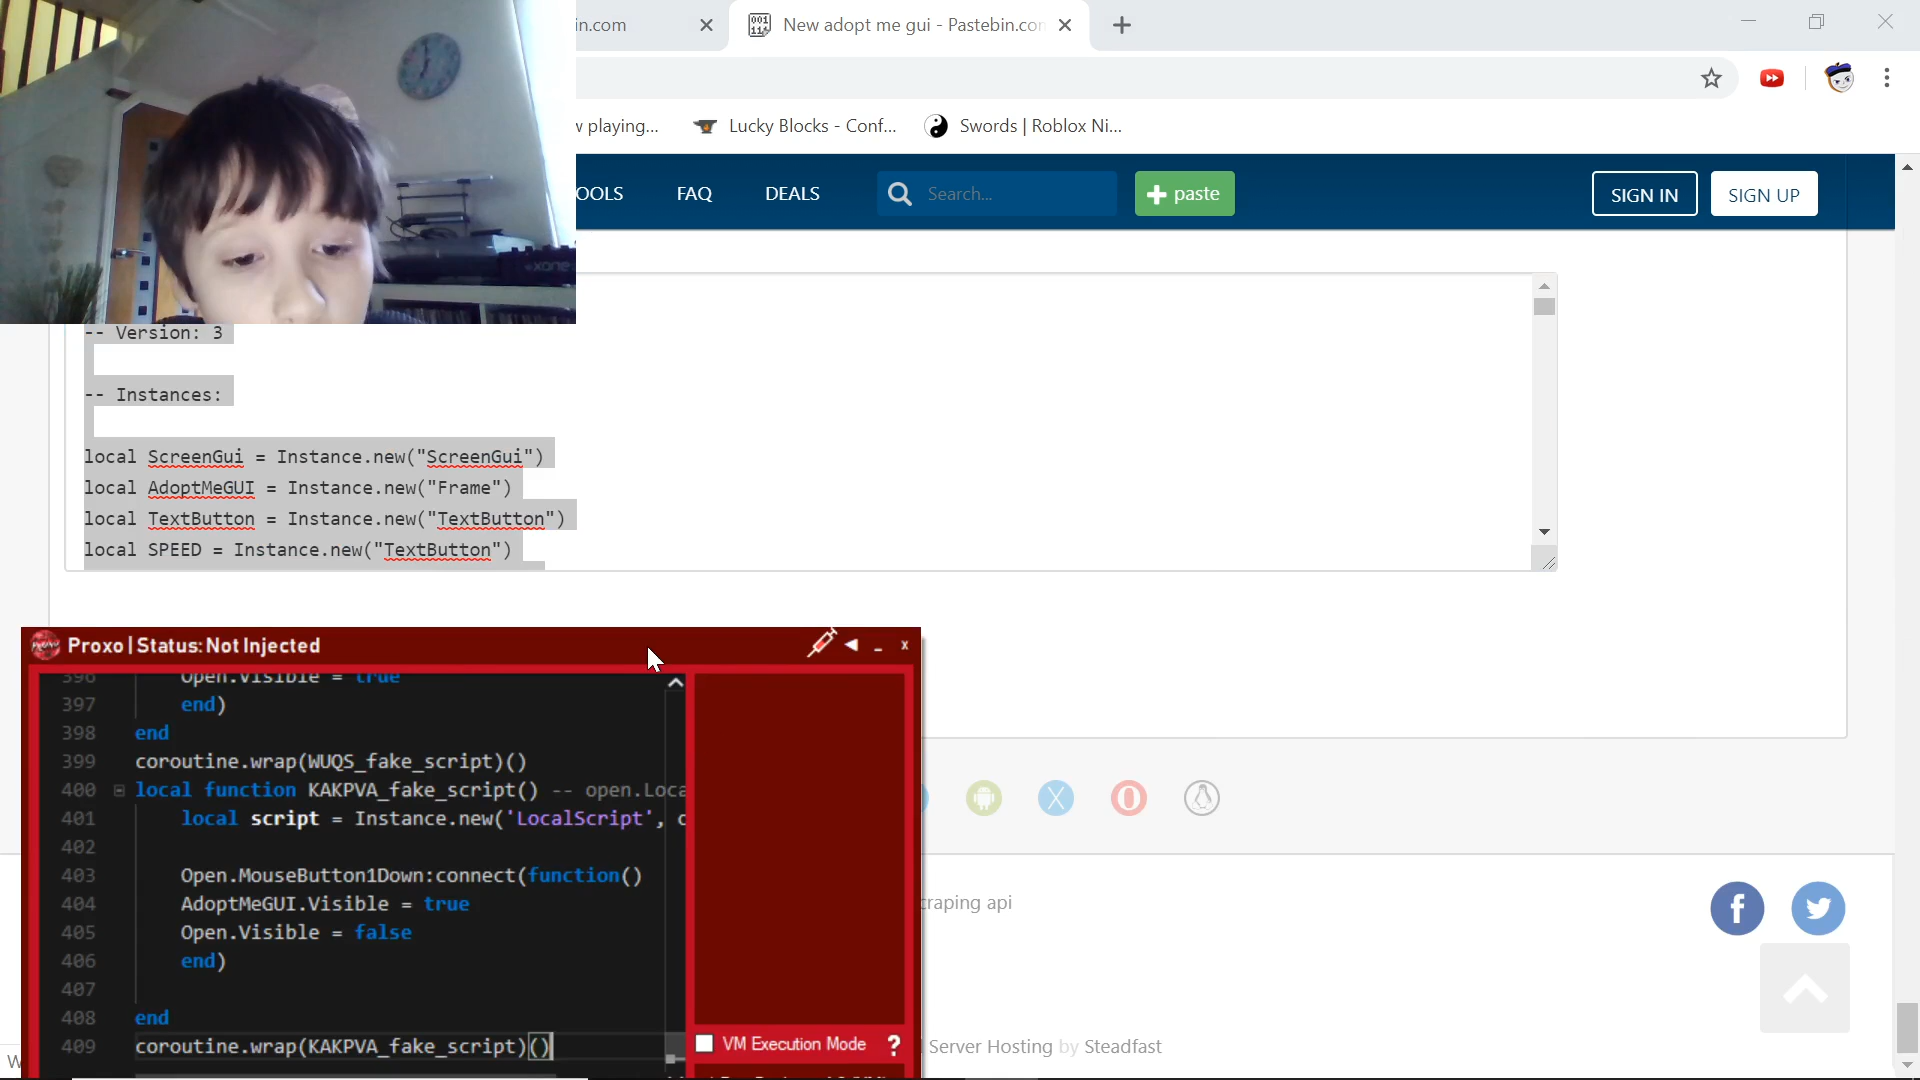 in.com
New adopt me gui - Pastebin.com
w playing...
Lucky Blocks - Conf...
Swords | Roblox Ni...
OOLS
FAQ
DEALS
Search...
paste
SIGN IN
SIGN UP
-- Version: 3
-- Instances:
local ScreenGui = Instance.new("ScreenGui")
local AdoptMeGUI = Instance.new("Frame")
local TextButton = Instance.new("TextButton")
local SPEED = Instance.new("TextButton")
Proxo | Status: Not Injected
396 Open.Visible = true
397 end)
398 end
399 coroutine.wrap(WUQS_fake_script)()
400 local function KAKPVA_fake_script() -- open.Loca
401 local script = Instance.new('LocalScript', 
402
403 Open.MouseButton1Down:connect(function()
404 AdoptMeGUI.Visible = true
405 Open.Visible = false
406 end)
407
408 end
409 coroutine.wrap(KAKPVA_fake_script)()
VM Execution Mode ?
craping api
Server Hosting by Steadfast